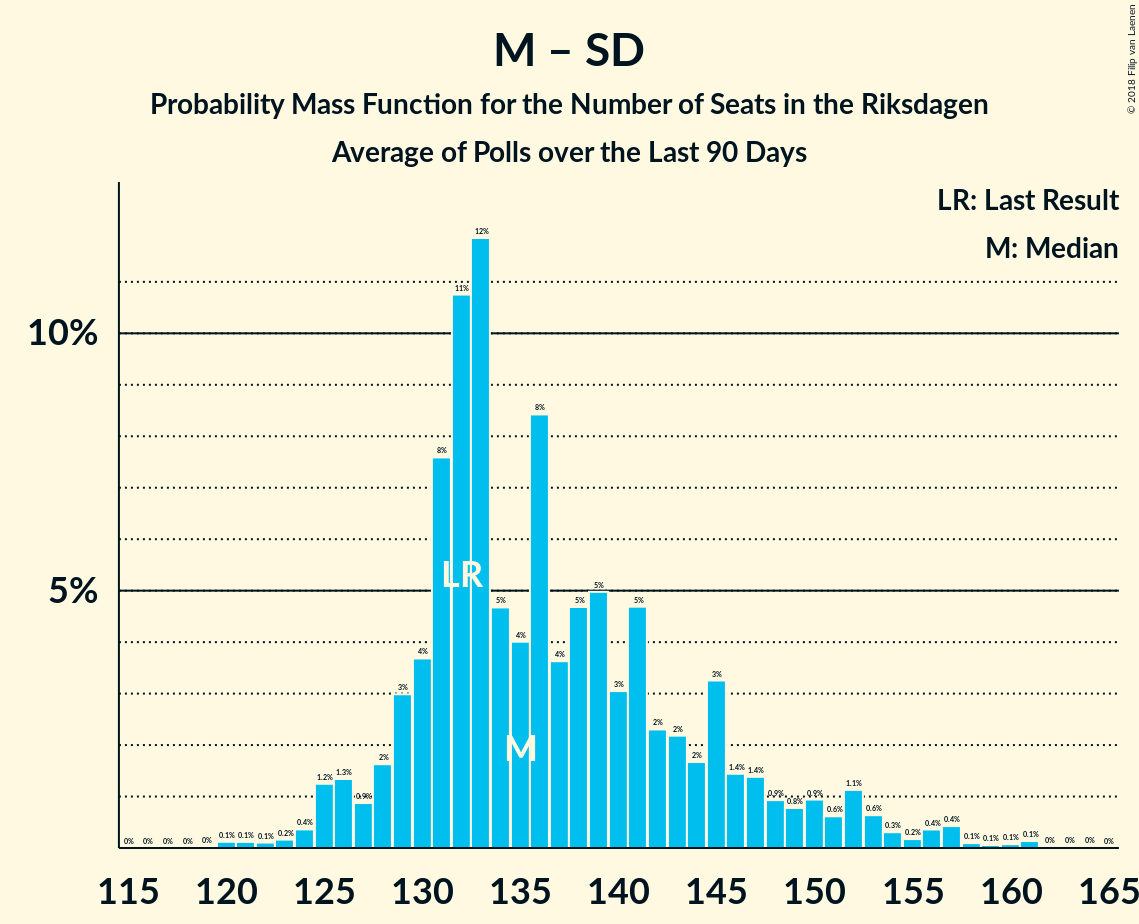 M – SD
Probability Mass Function for the Number of Seats in the Riksdagen
Average of Polls over the Last 90 Days
© 2018 Filip van Laenen
LR: Last Result
M: Median
10%
5%
0% 0% 0% 0% 0% 0.1% 0.1% 0.1% 0.2% 0.4% 1.2% 1.3% 0.9% 2% 3% 4% 8% 11% 12% 5% 4% 8% 4% 5% 5% 3% 5% 2% 2% 2% 3% 1.4% 1.4% 0.9% 0.8% 0.9% 0.6% 1.1% 0.6% 0.3% 0.2% 0.4% 0.4% 0.1% 0.1% 0.1% 0.1% 0% 0% 0% 0%
LR
M
115 120 125 130 135 140 145 150 155 160 165